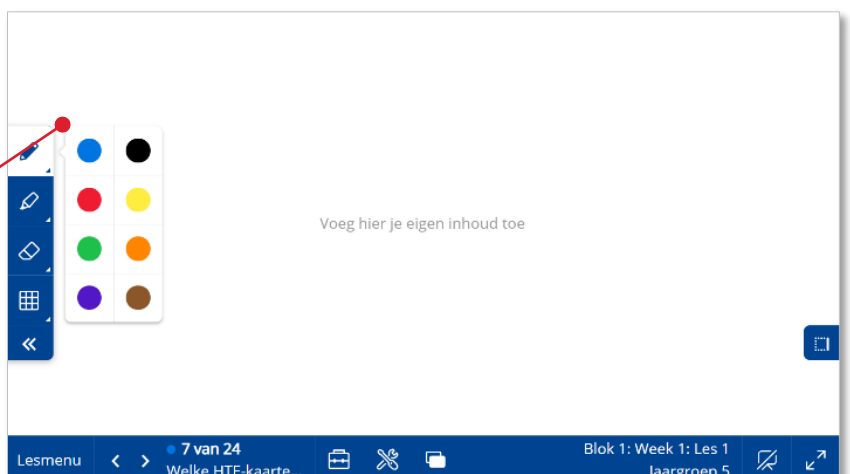 Voeg hier je eigen inhoud toe
Lesmenu
7 van 24
Welke HTE-kaarte...
Blok 1: Week 1: Les 1
Jaargroep 5